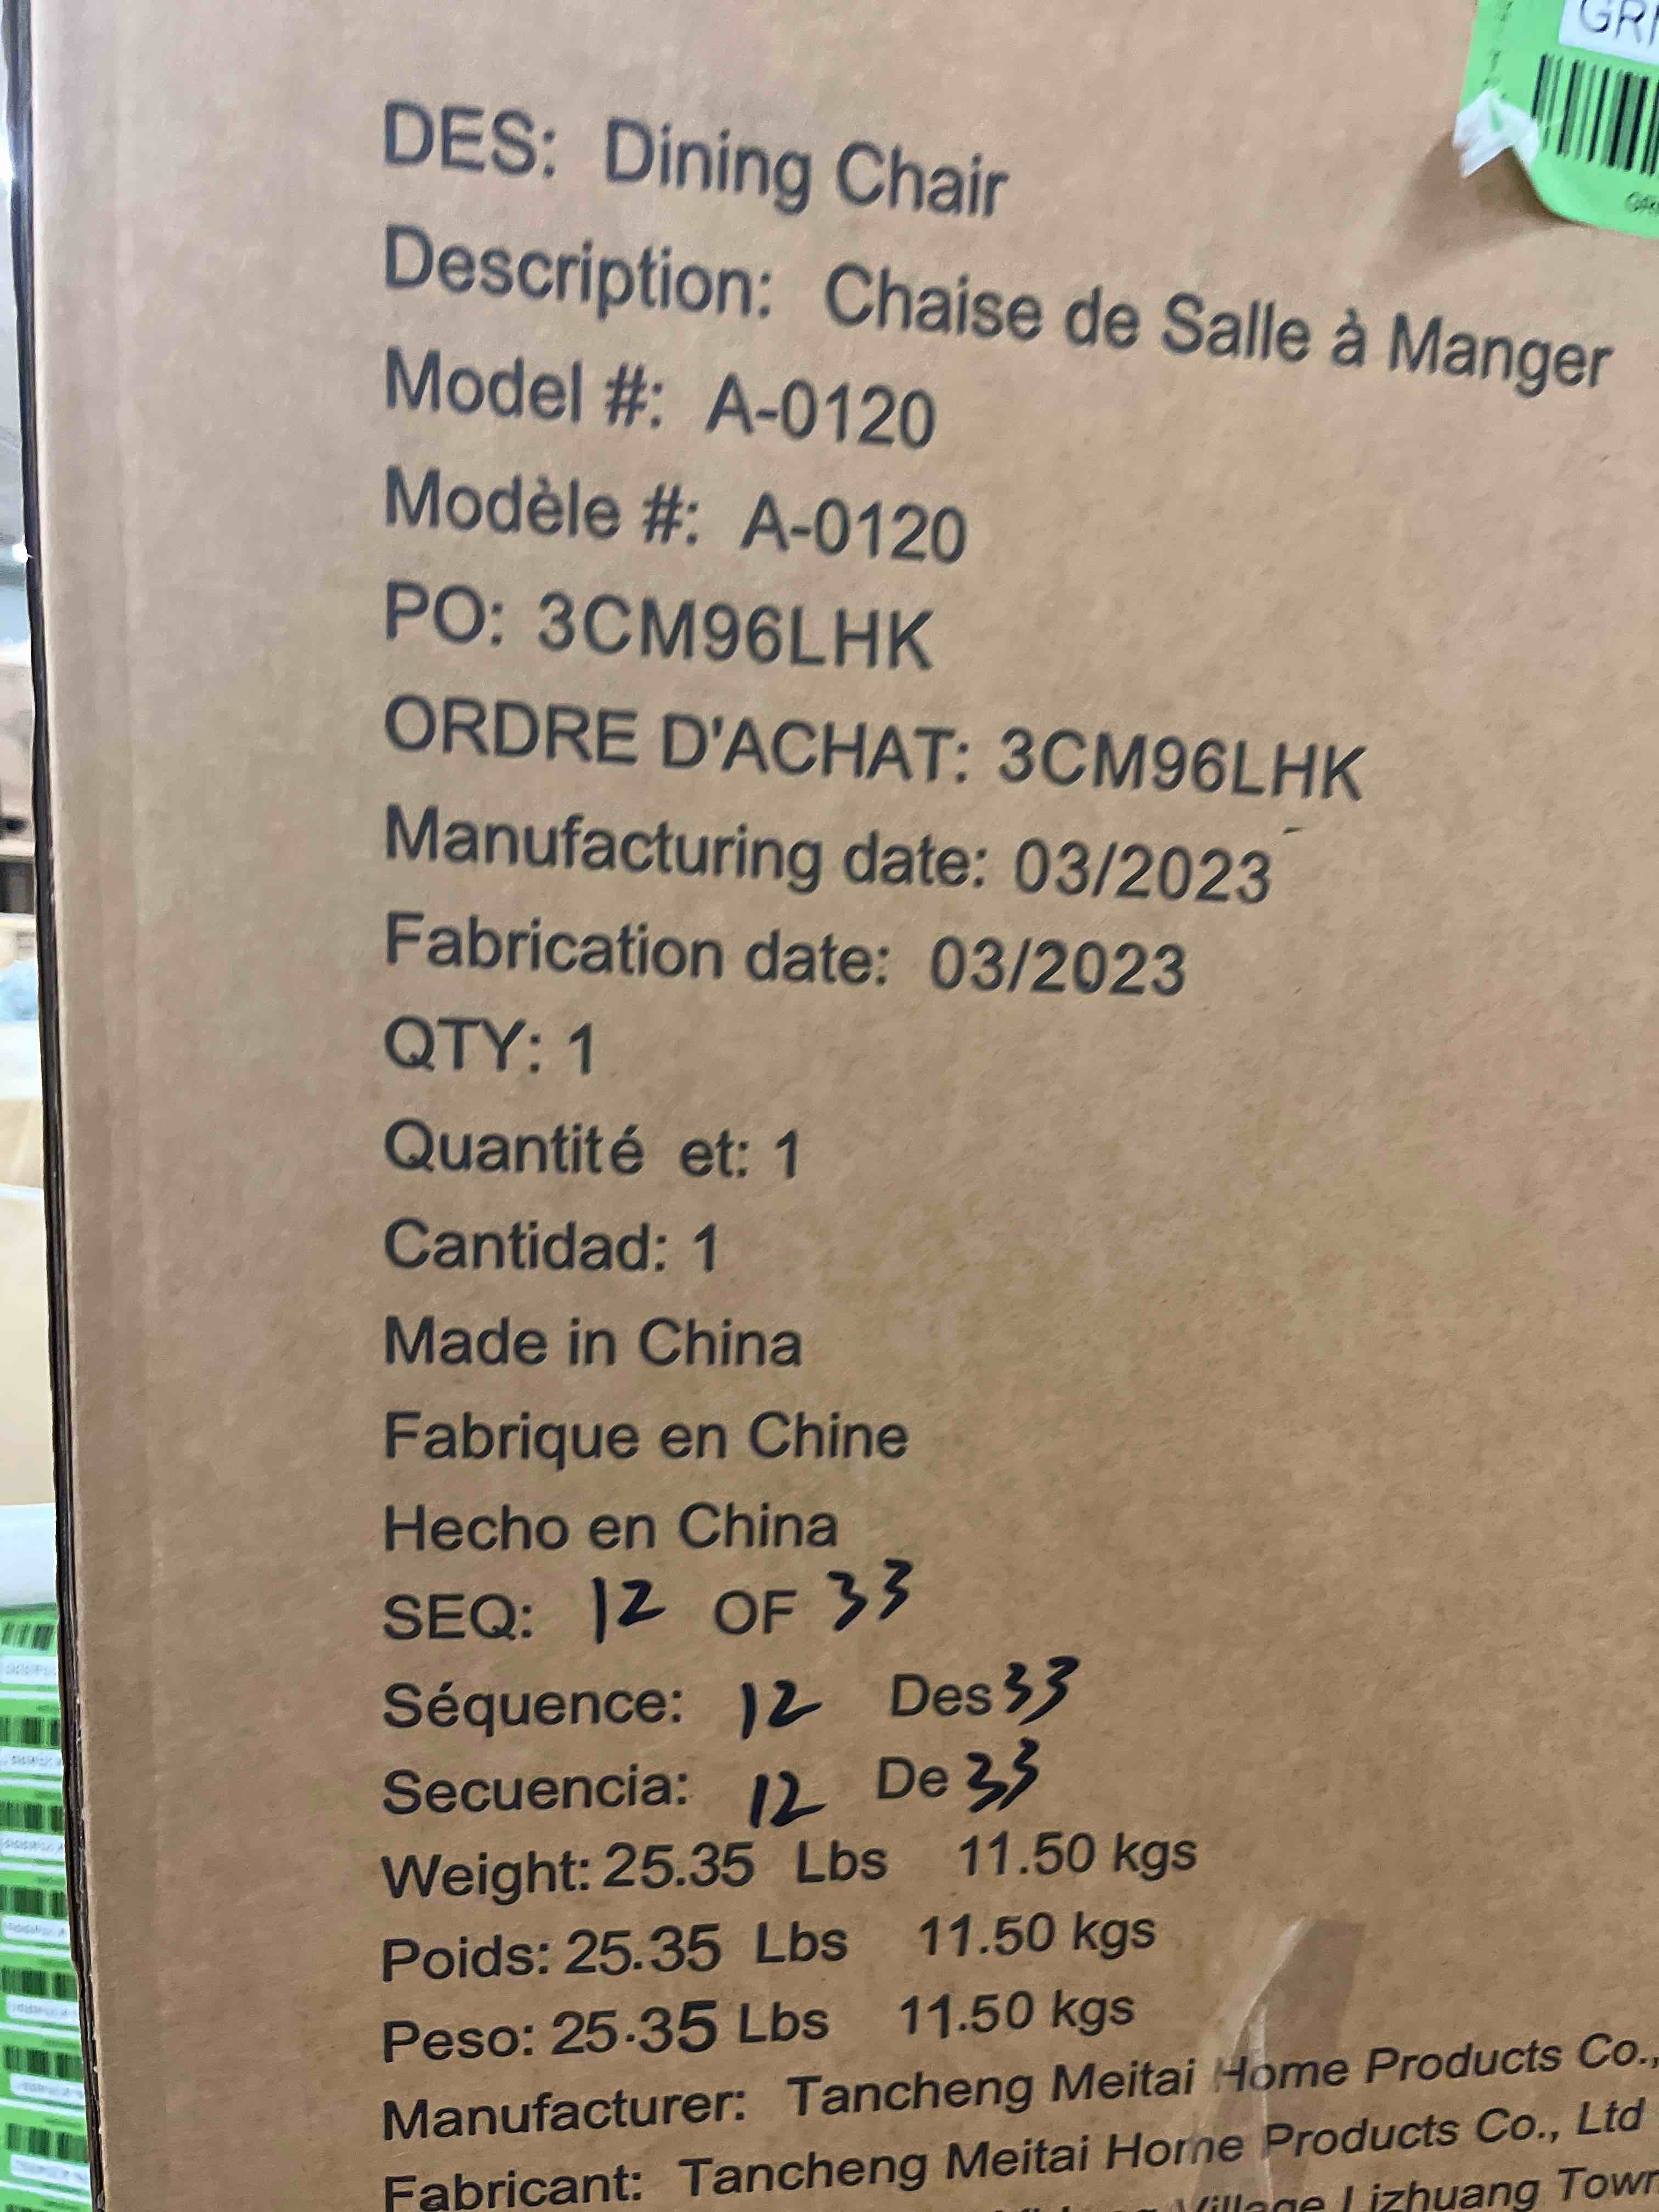 DES: Dining Chair
Description: Chaise de Salle à Manger
Model #: A-0120
Modèle #: A-0120
PO: 3CM96LHK
ORDRE D'ACHAT: 3CM96LHK
Manufacturing date: 03/2023
Fabrication date: 03/2023
QTY: 1
Quantité et: 1
Cantidad: 1
Made in China
Fabrique en Chine
Hecho en China
SEQ: 12 OF 33
Séquence: 12 Des 33
Secuencia: 12 De 33
Weight: 25.35 Lbs 11.50 kgs
Poids: 25.35 Lbs 11.50 kgs
Peso: 25.35 Lbs 11.50 kgs
Manufacturer: Tancheng Meitai Home Products Co.,
Fabricant: Tancheng Meitai Home Products Co., Ltd
Village Lizhuang Town